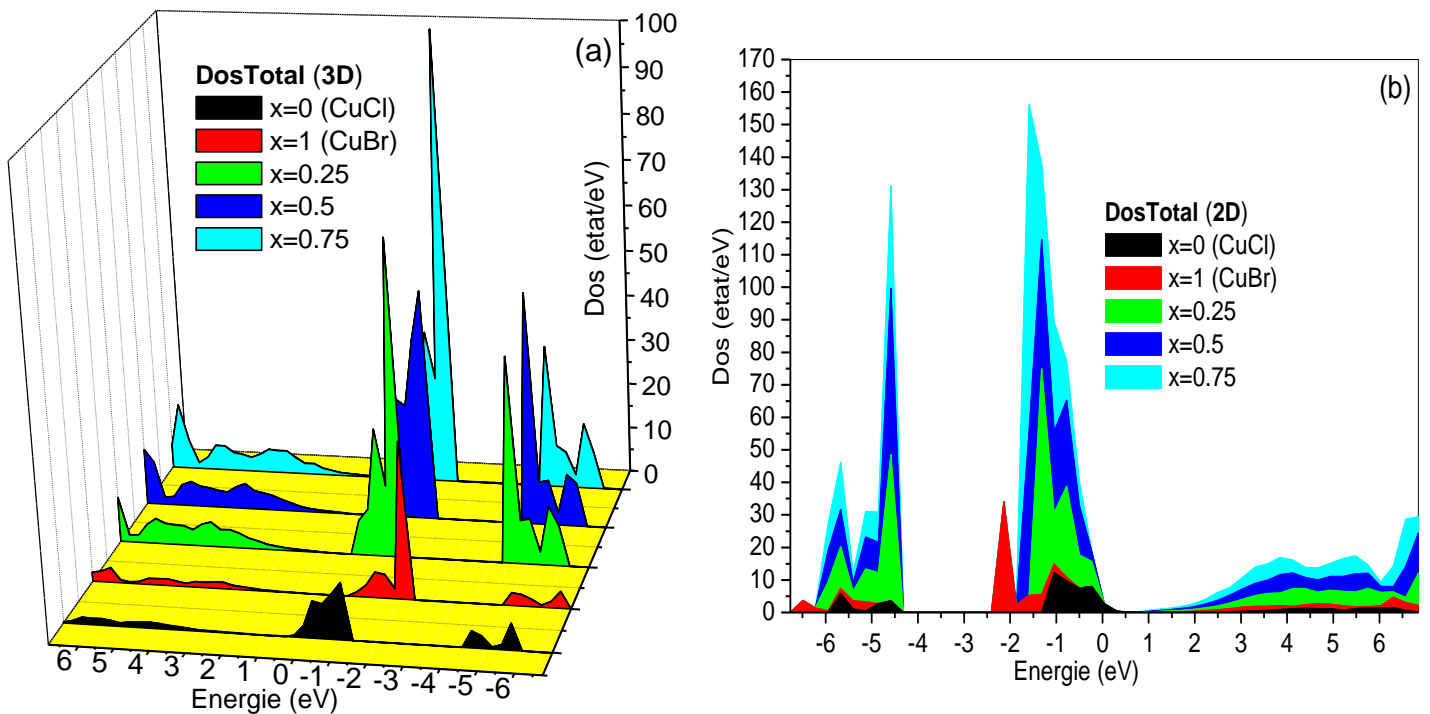 (a)
DosTotal (3D)
x=0 (CuCl)
x=1 (CuBr)
x=0.25
x=0.5
x=0.75
100
90
80
70
60
50
40
30
20
10
0
Dos (etat/eV)
6 5 4 3 2 1 0 -1 -2 -3 -4 -5 -6
Energie (eV)
(b)
170
160
150
140
130
120
110
100
90
80
70
60
50
40
30
20
10
0
Dos (etat/eV)
DosTotal (2D)
x=0 (CuCl)
x=1 (CuBr)
x=0.25
x=0.5
x=0.75
-6 -5 -4 -3 -2 -1 0 1 2 3 4 5 6
Energie (eV)